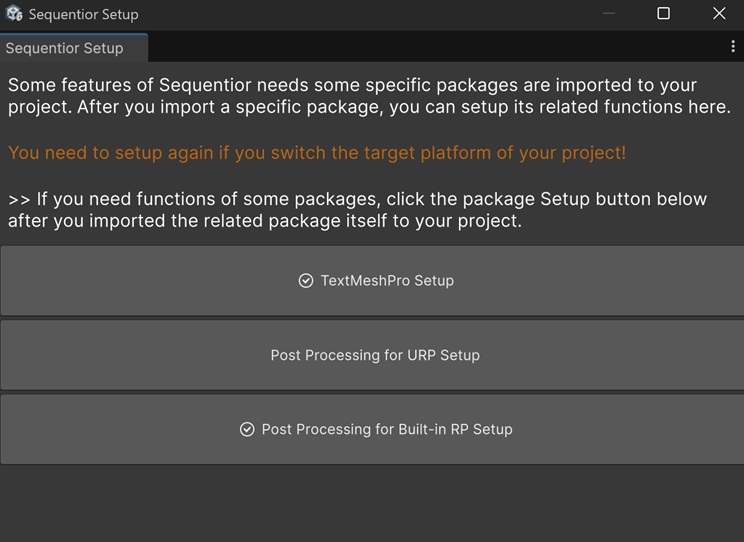 Sequentior Setup
Sequentior Setup
Some features of Sequentior needs some specific packages are imported to your
project. After you import a specific package, you can setup its related functions here.
You need to setup again if you switch the target platform of your project!
>> If you need functions of some packages, click the package Setup button below
after you imported the related package itself to your project.
TextMeshPro Setup
Post Processing for URP Setup
Post Processing for Built-in RP Setup